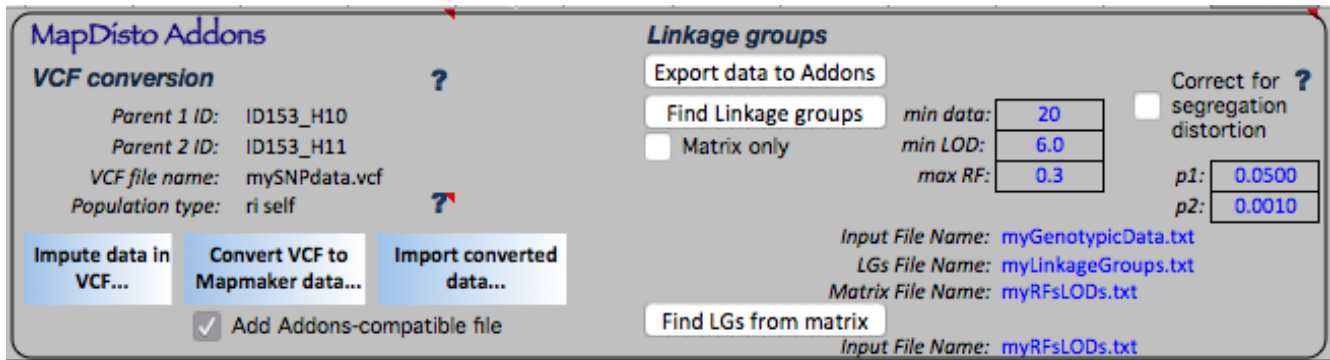 MapDisto Addons
VCF conversion ?
Parent 1 ID: ID153_H10
Parent 2 ID: ID153_H11
VCF file name: mySNPdata.vcf
Population type: ri self ?
Impute data in
VCF...
Convert VCF to
Mapmaker data...
Import converted
data...
Add Addons-compatible file
Linkage groups
Export data to Addons
Find Linkage groups
Matrix only
min data: 20
min LOD: 6.0
max RF: 0.3
Correct for ?
segregation
distortion
p1: 0.0500
p2: 0.0010
Input File Name: myGenotypicData.txt
LGs File Name: myLinkageGroups.txt
Matrix File Name: myRFsLODs.txt
Find LGs from matrix
Input File Name: myRFsLODs.txt